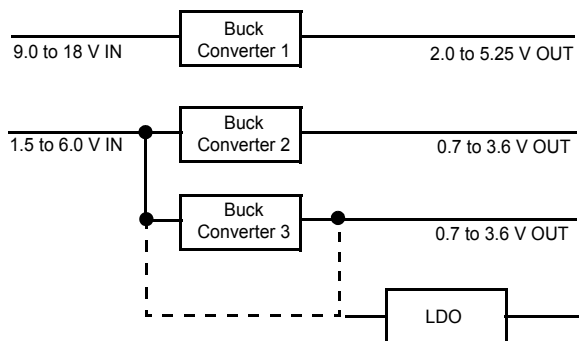 Buck
Converter 1
9.0 to 18 V IN
2.0 to 5.25 V OUT
Buck
Converter 2
1.5 to 6.0 V IN
0.7 to 3.6 V OUT
Buck
Converter 3
0.7 to 3.6 V OUT
LDO